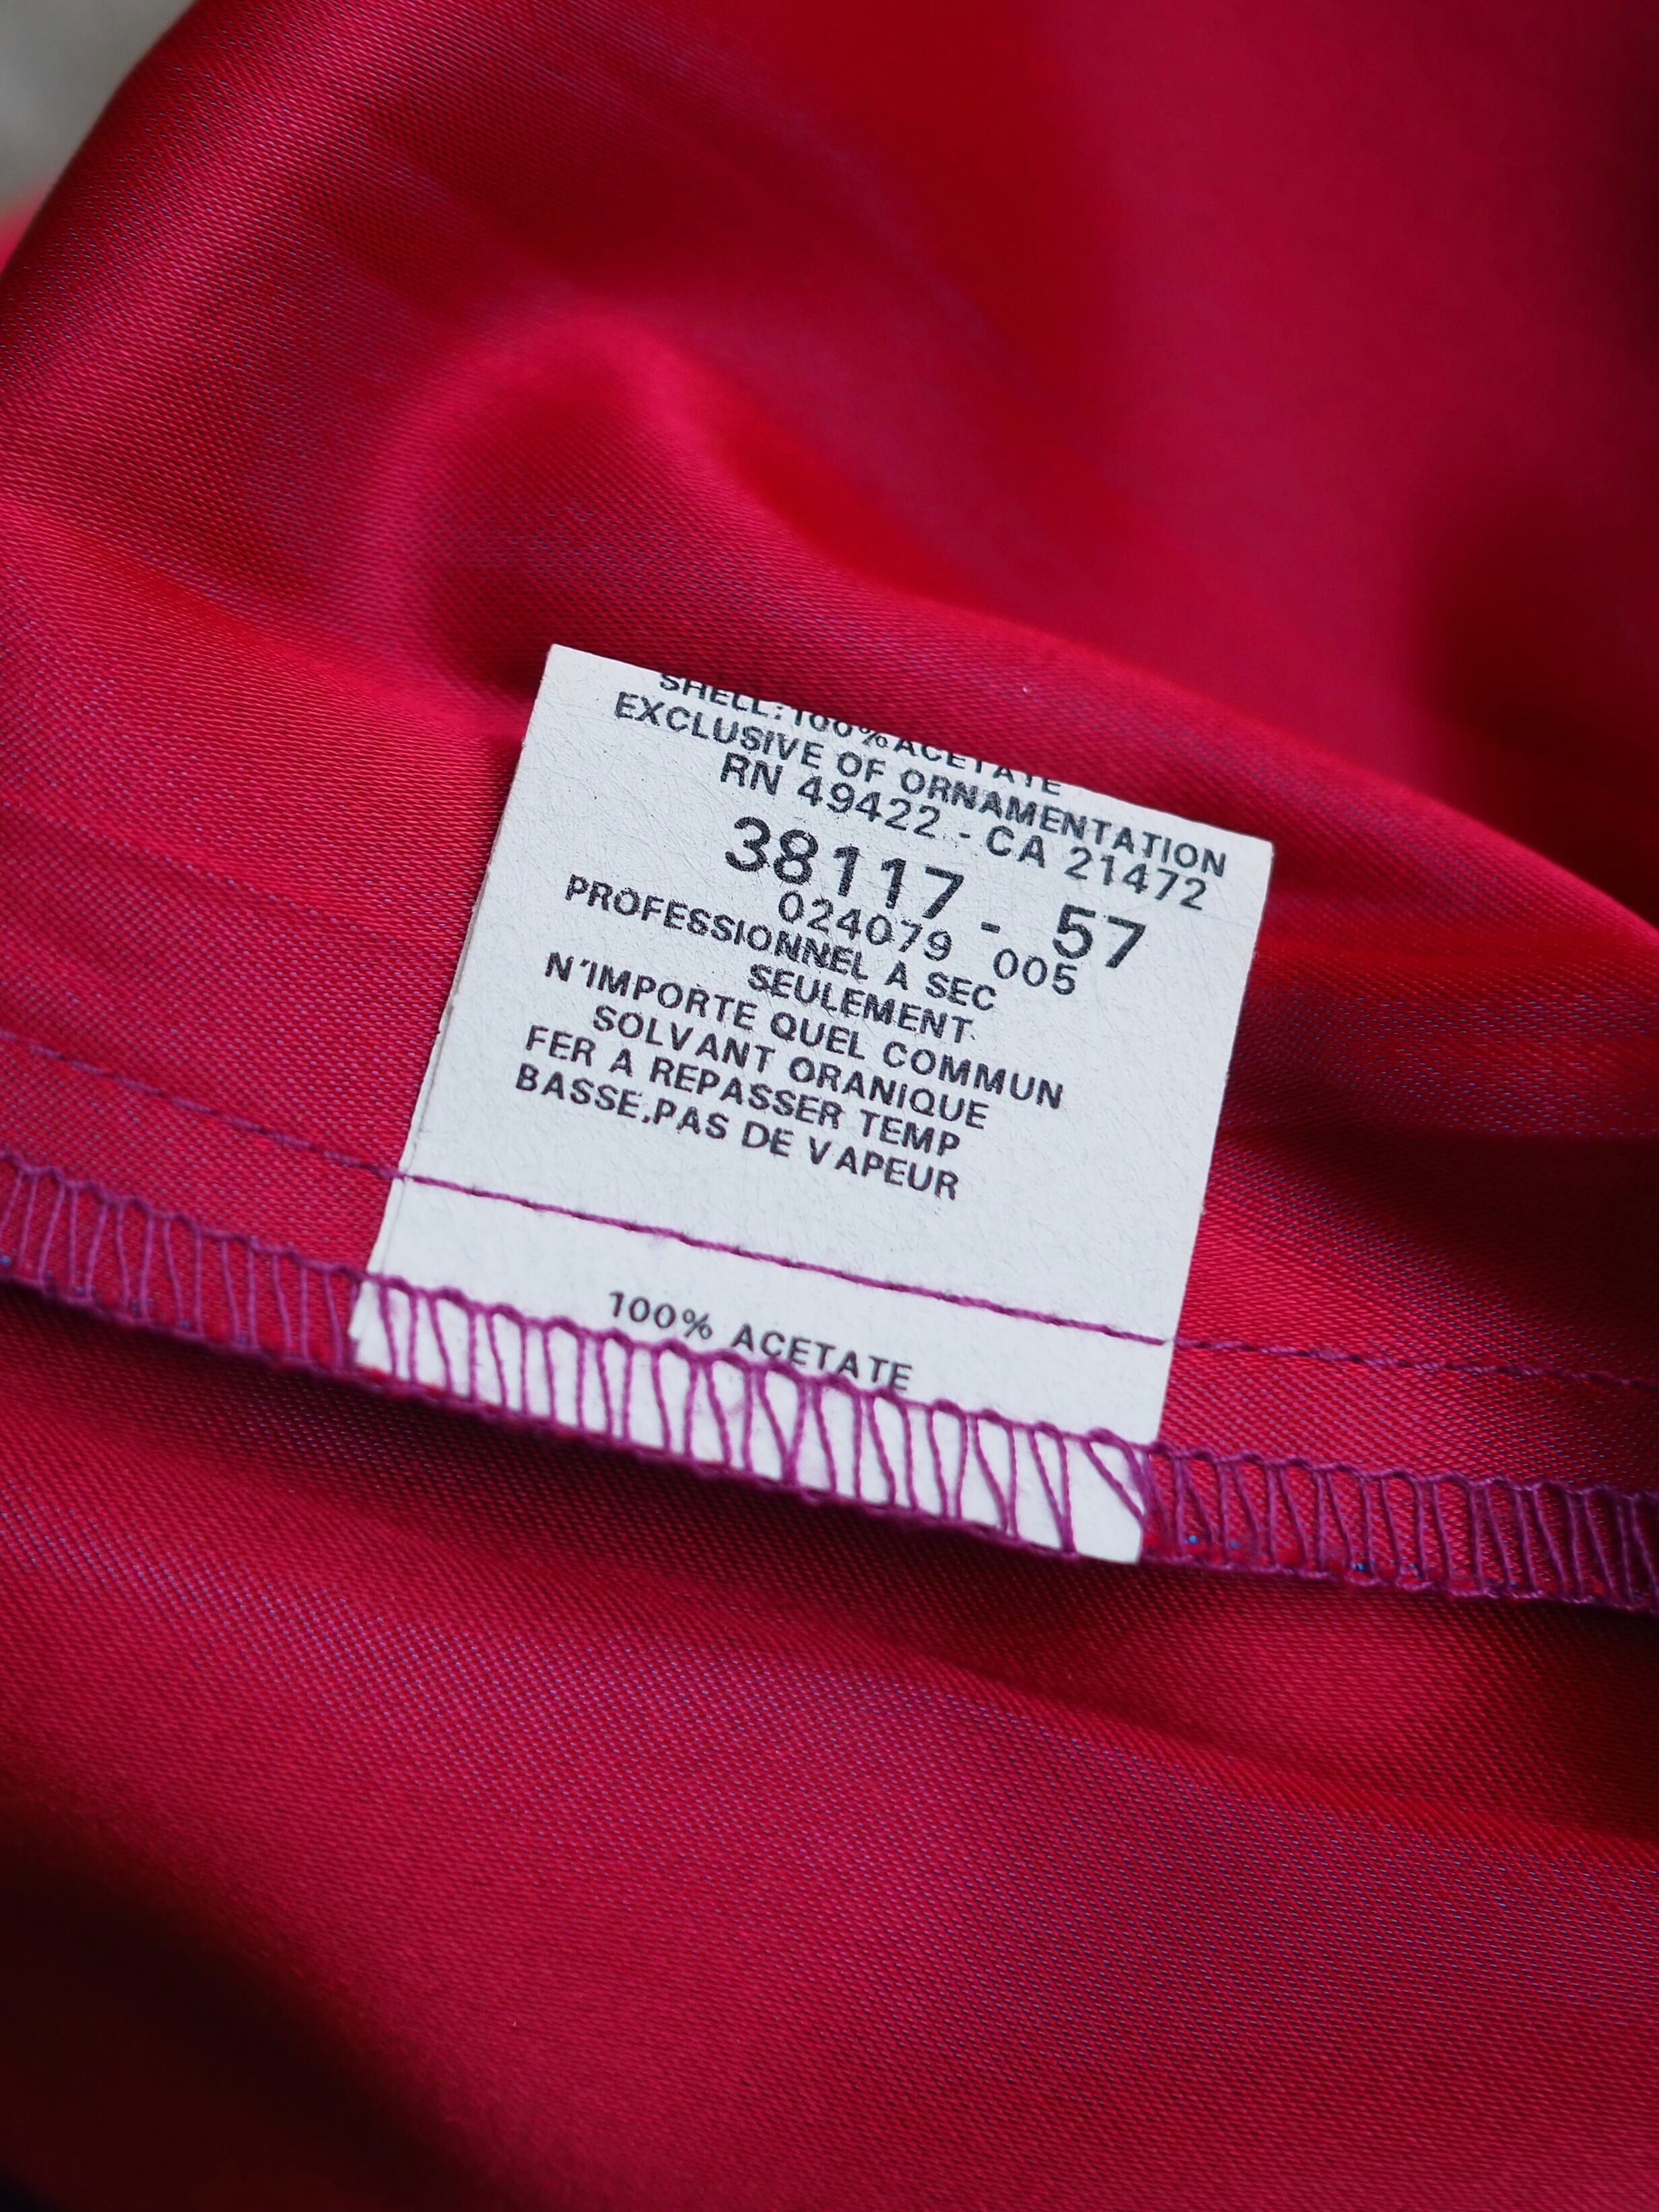 SHELL:100%ACETATE
EXCLUSIVE OF ORNAMENTATION
RN 49422 - CA 21472
38117 - 57
024079 005
PROFESSIONNEL A SEC
SEULEMENT
N'IMPORTE QUEL COMMUN
SOLVANT ORANIQUE
FER A REPASSER TEMP
BASSE,PAS DE VAPEUR
100% ACETATE